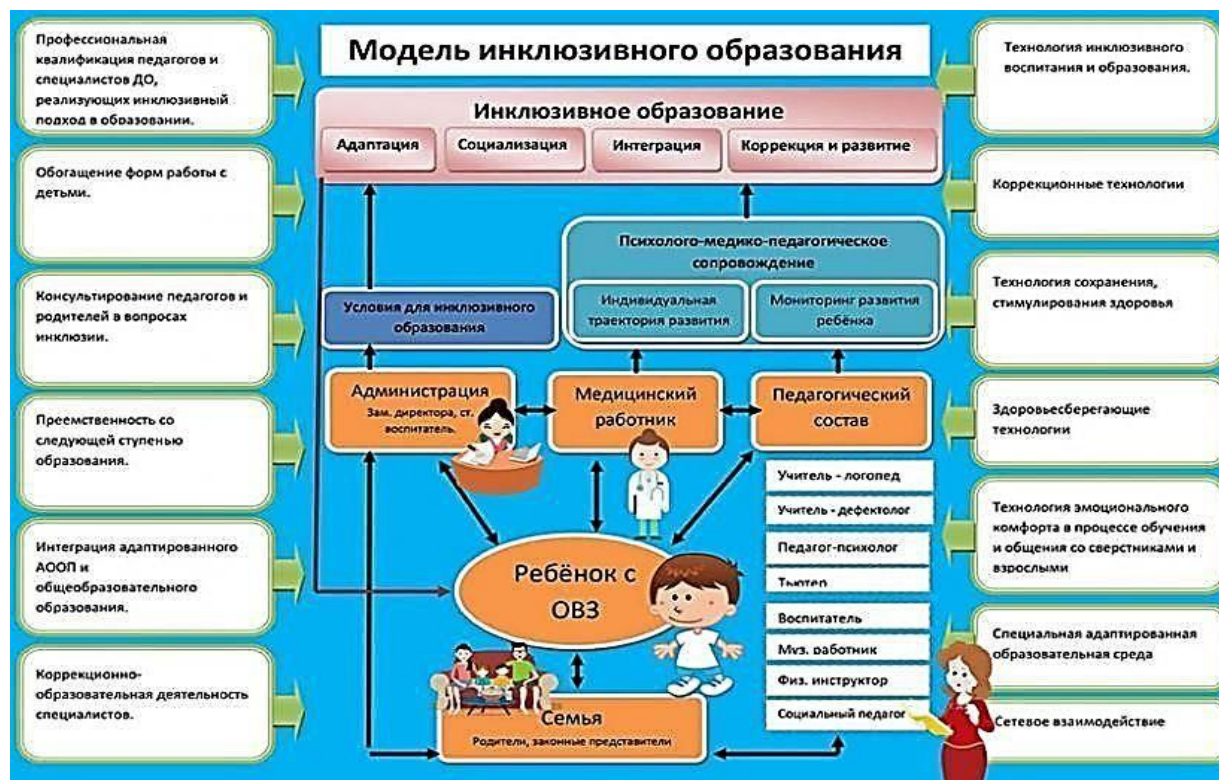 Модель инклюзивного образования
Профессиональная
квалификация педагогов и
специалистов ДО,
реализующих инклюзивный
подход в образовании.
Обогащение форм работы с
детьми.
Консультирование педагогов и
родителей в вопросах
инклюзии.
Преемственность со
следующей ступенью
образования.
Интеграция адаптированного
АООП и
общеобразовательного
образования.
Коррекционно-
образовательная деятельность
специалистов.
Инклюзивное образование
Адаптация
Социализация
Интеграция
Коррекция и развитие
Психолого-медико-педагогическое
сопровождение
Индивидуальная
траектория развития
Мониторинг развития
ребёнка
Условия для инклюзивного
образования
Администрация
Зам. директора, ст.
воспитатель.
Медицинский
работник
Педагогический
состав
Учитель - логопед
Учитель - дефектолог
Педагог-психолог
Тьютер
Воспитатель
Муз. работник
Физ. инструктор
Социальный педагог
Ребёнок с
ОВЗ
Семья
Родители, законные представители
Технология инклюзивного
воспитания и образования.
Коррекционные технологии
Технология сохранения,
стимулирования здоровья
Здоровьесберегающие
технологии
Технология эмоционального
комфорта в процессе обучения
и общения со сверстниками и
взрослыми
Специальная адаптированная
образовательная среда
Сетевое взаимодействие